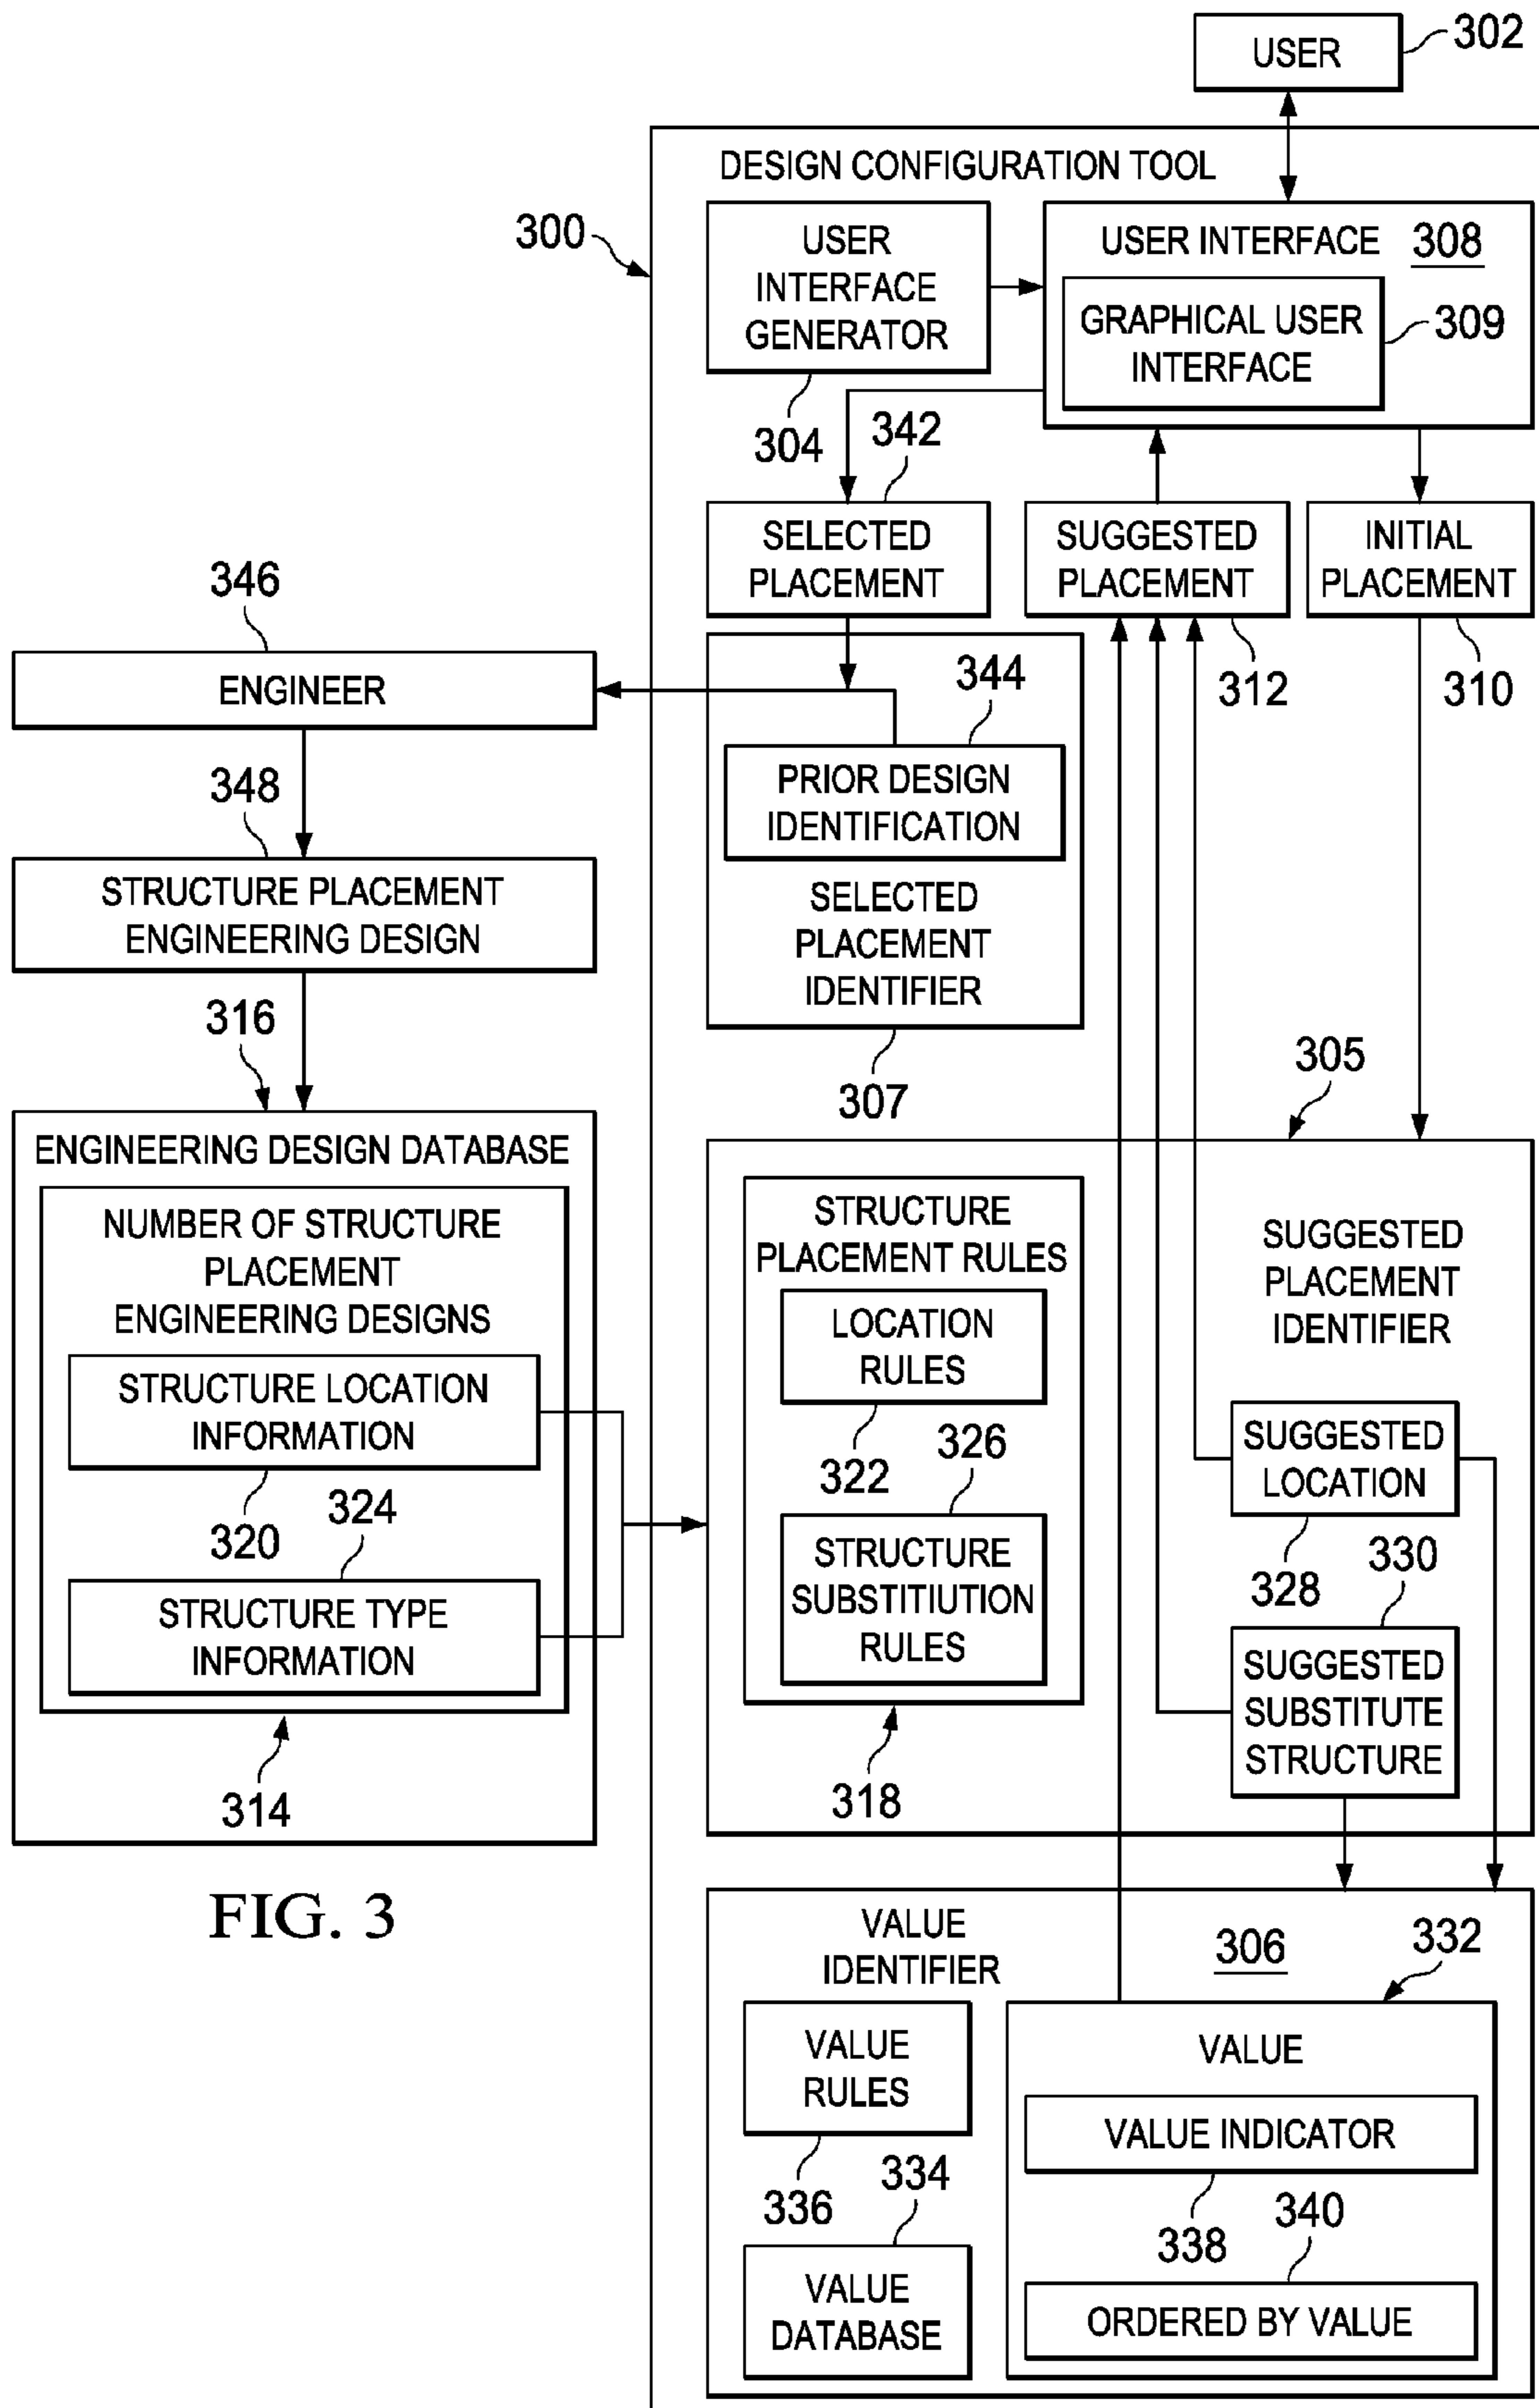 USER
302
DESIGN CONFIGURATION TOOL
300
USER
INTERFACE
GENERATOR
304
USER INTERFACE 308
GRAPHICAL USER
INTERFACE
309
342
SELECTED
PLACEMENT
SUGGESTED
PLACEMENT
312
INITIAL
PLACEMENT
310
346
ENGINEER
344
PRIOR DESIGN
IDENTIFICATION
SELECTED
PLACEMENT
IDENTIFIER
307
348
STRUCTURE PLACEMENT
ENGINEERING DESIGN
316
ENGINEERING DESIGN DATABASE
NUMBER OF STRUCTURE
PLACEMENT
ENGINEERING DESIGNS
STRUCTURE LOCATION
INFORMATION
320
324
STRUCTURE TYPE
INFORMATION
314
305
STRUCTURE
PLACEMENT RULES
LOCATION
RULES
322
326
STRUCTURE
SUBSTITIUTION
RULES
318
SUGGESTED
PLACEMENT
IDENTIFIER
SUGGESTED
LOCATION
328
330
SUGGESTED
SUBSTITUTE
STRUCTURE
FIG. 3
VALUE
IDENTIFIER
306
332
VALUE
RULES
336
334
VALUE
DATABASE
VALUE
VALUE INDICATOR
338
340
ORDERED BY VALUE